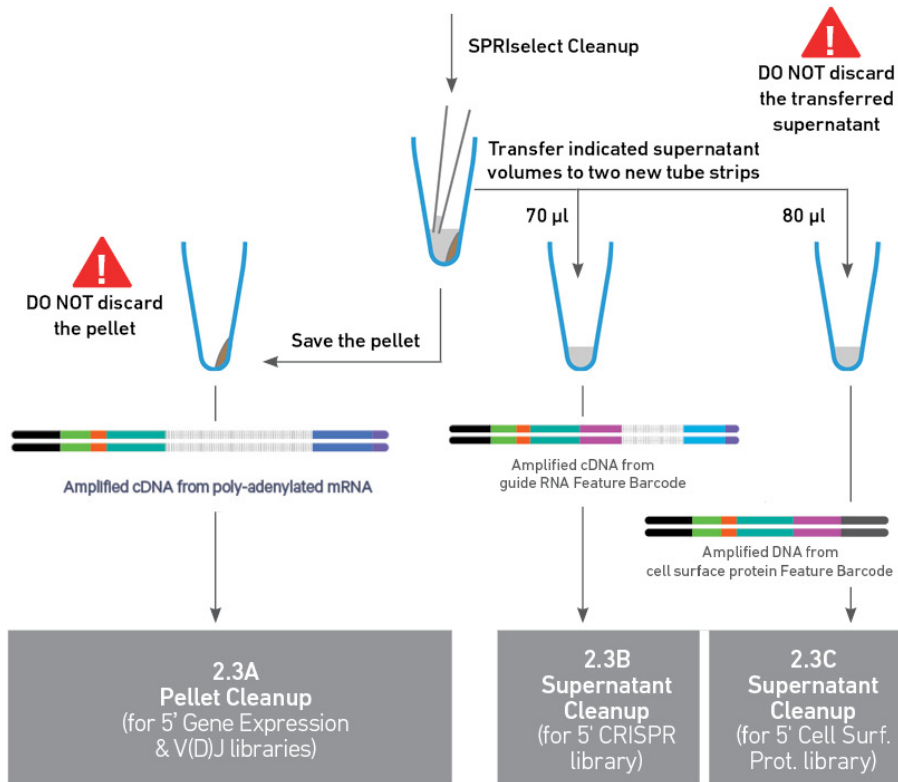 SPRIselect Cleanup
!
DO NOT discard
the transferred
supernatant
Transfer indicated supernatant
volumes to two new tube strips
70 µl
80 µl
!
DO NOT discard
the pellet
Save the pellet
Amplified cDNA from poly-adenylated mRNA
Amplified cDNA from
guide RNA Feature Barcode
Amplified DNA from
cell surface protein Feature Barcode
2.3A
Pellet Cleanup
(for 5’ Gene Expression
& V(D)J libraries)
2.3B
Supernatant
Cleanup
(for 5' CRISPR
library)
2.3C
Supernatant
Cleanup
(for 5' Cell Surf.
Prot. library)